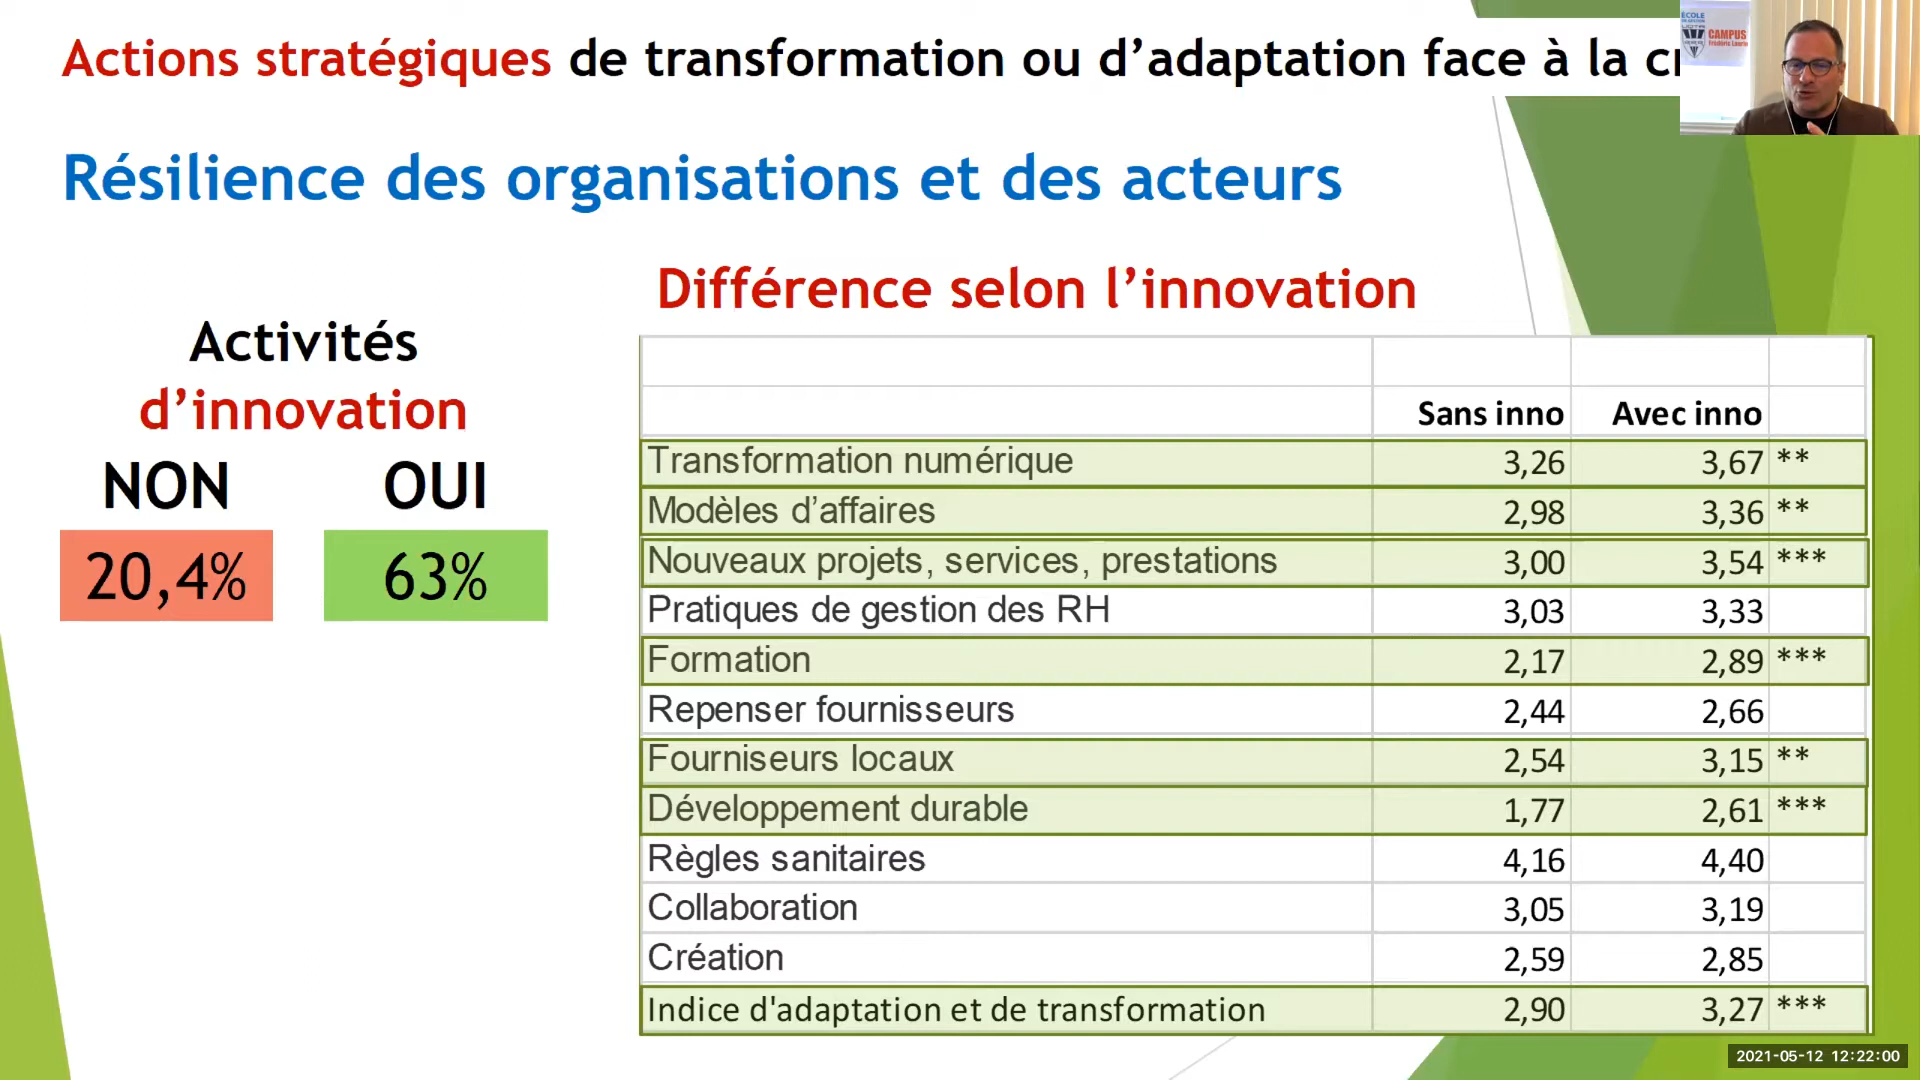 Actions stratégiques de transformation ou d’adaptation face à la cr
ÉCOLE
CAMPUS
Résilience des organisations et des acteurs
Différence selon l’innovation
Activités
d’innovation
NON OUI
20,4% 63%
Sans inno Avec inno
Transformation numérique 3,26 3,67 **
Modèles d’affaires 2,98 3,36 **
Nouveaux projets, services, prestations 3,00 3,54 ***
Pratiques de gestion des RH 3,03 3,33
Formation 2,17 2,89 ***
Repenser fournisseurs 2,44 2,66
Fourniseurs locaux 2,54 3,15 **
Développement durable 1,77 2,61 ***
Règles sanitaires 4,16 4,40
Collaboration 3,05 3,19
Création 2,59 2,85
Indice d'adaptation et de transformation 2,90 3,27 ***
2021-05-12 12:22:00